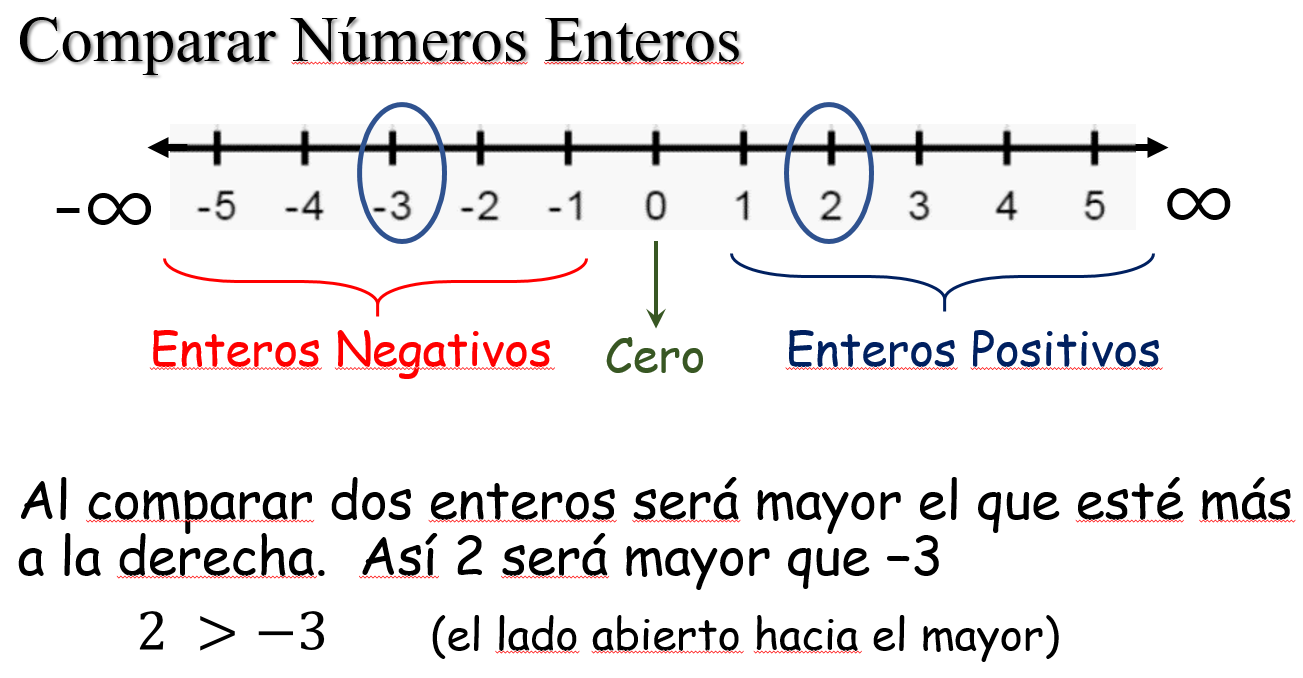 Comparar Números Enteros
-∞ -5 -4 -3 -2 -1 0 1 2 3 4 5 ∞
Enteros Negativos Cero Enteros Positivos
Al comparar dos enteros será mayor el que esté más
a la derecha. Así 2 será mayor que −3
2 > −3 (el lado abierto hacia el mayor)